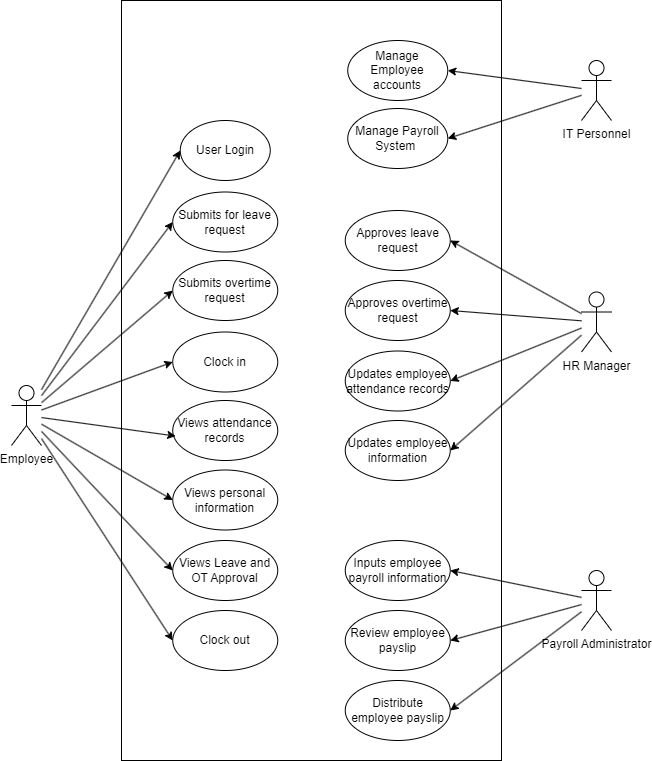 Manage
Employee
accounts
IT Personnel
Manage Payroll
System
User Login
Submits for leave
request
Approves leave
request
Submits overtime
request
Approves overtime
request
HR Manager
Clock in
Updates employee
attendance records
Employee
Views attendance
records
Updates employee
information
Views personal
information
Views Leave and
OT Approval
Inputs employee
payroll information
Clock out
Review employee
payslip
Payroll Administrator
Distribute
employee payslip